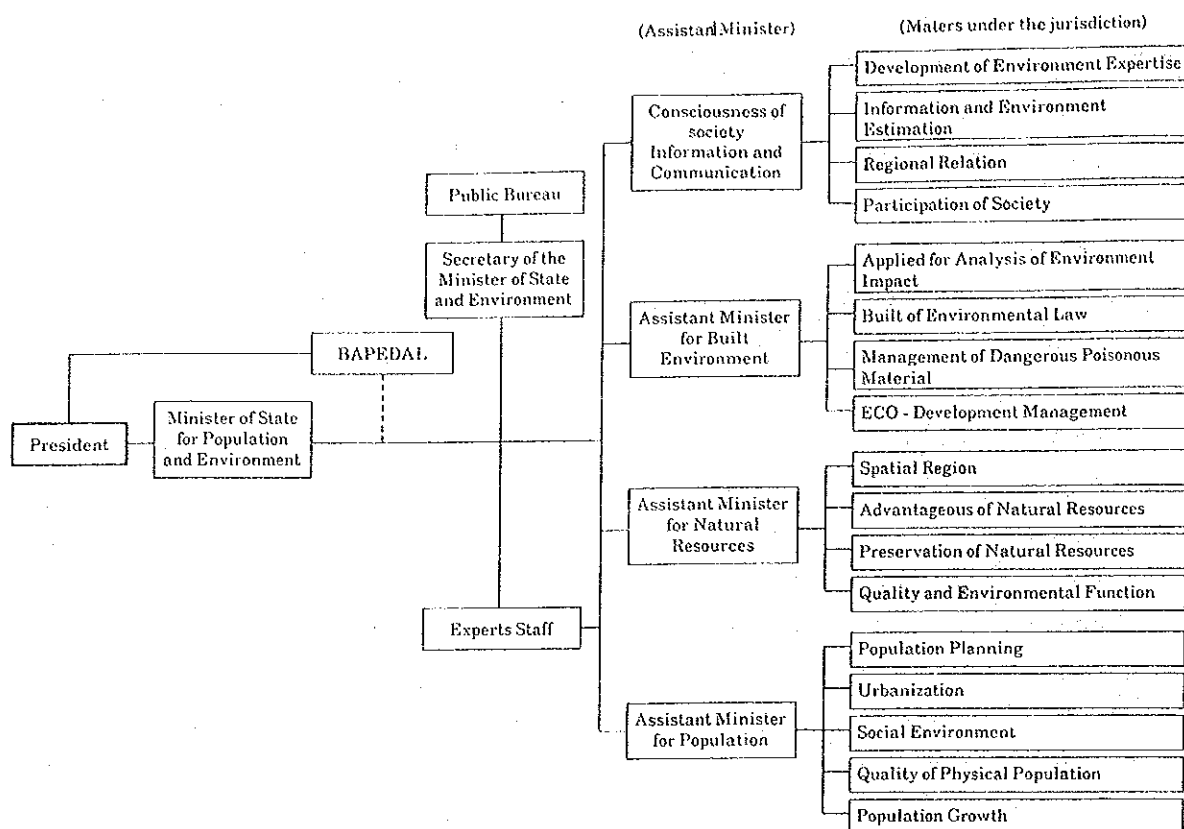 (Assistant Minister)
(Maters under the jurisdiction)
President
BAPEDAL
Minister of State
for Population
and Environment
Public Bureau
Secretary of the
Minister of State
and Environment
Experts Staff
Consciousness of
society
Information and
Communication
Development of Environment Expertise
Information and Environment
Estimation
Regional Relation
Participation of Society
Assistant Minister
for Built
Environment
Applied for Analysis of Environment
Impact
Built of Environmental Law
Management of Dangerous Poisonous
Material
ECO - Development Management
Assistant Minister
for Natural
Resources
Spatial Region
Advantageous of Natural Resources
Preservation of Natural Resources
Quality and Environmental Function
Assistant Minister
for Population
Population Planning
Urbanization
Social Environment
Quality of Physical Population
Population Growth